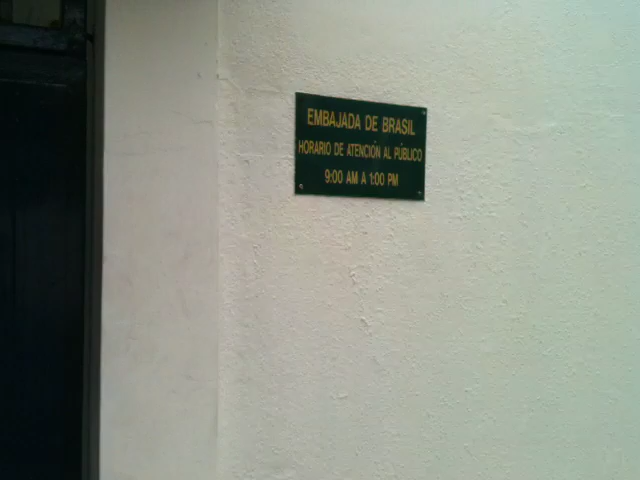 EMBAJADA DE BRASIL
HORARIO DE ATENCIÓN AL PÚBLICO
9:00 AM A 1:00 PM